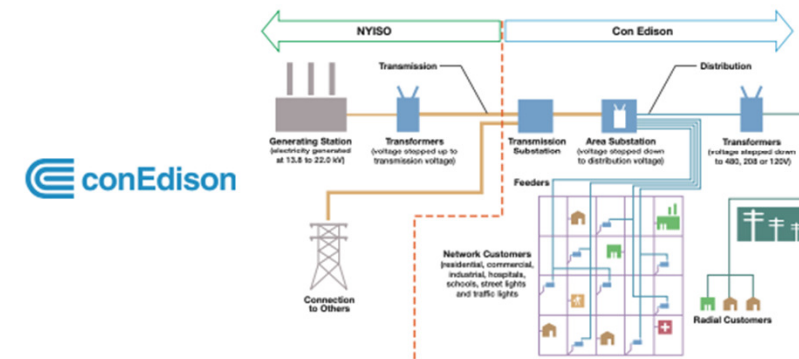 NYISO
Con Edison
Transmission
Distribution
Generating Station
(electricity generated
at 13.8 to 22.0 kV)
Transformers
(voltage stepped up to
transmission voltage)
Transmission
Substation
Area Substation
(voltage stepped down
to distribution voltage)
Transformers
(voltage stepped down
to 480, 208 or 120V)
conEdison
Feeders
Network Customers
(residential, commercial,
industrial, hospitals,
schools, street lights
and traffic lights
Connection
to Others
Radial Customers